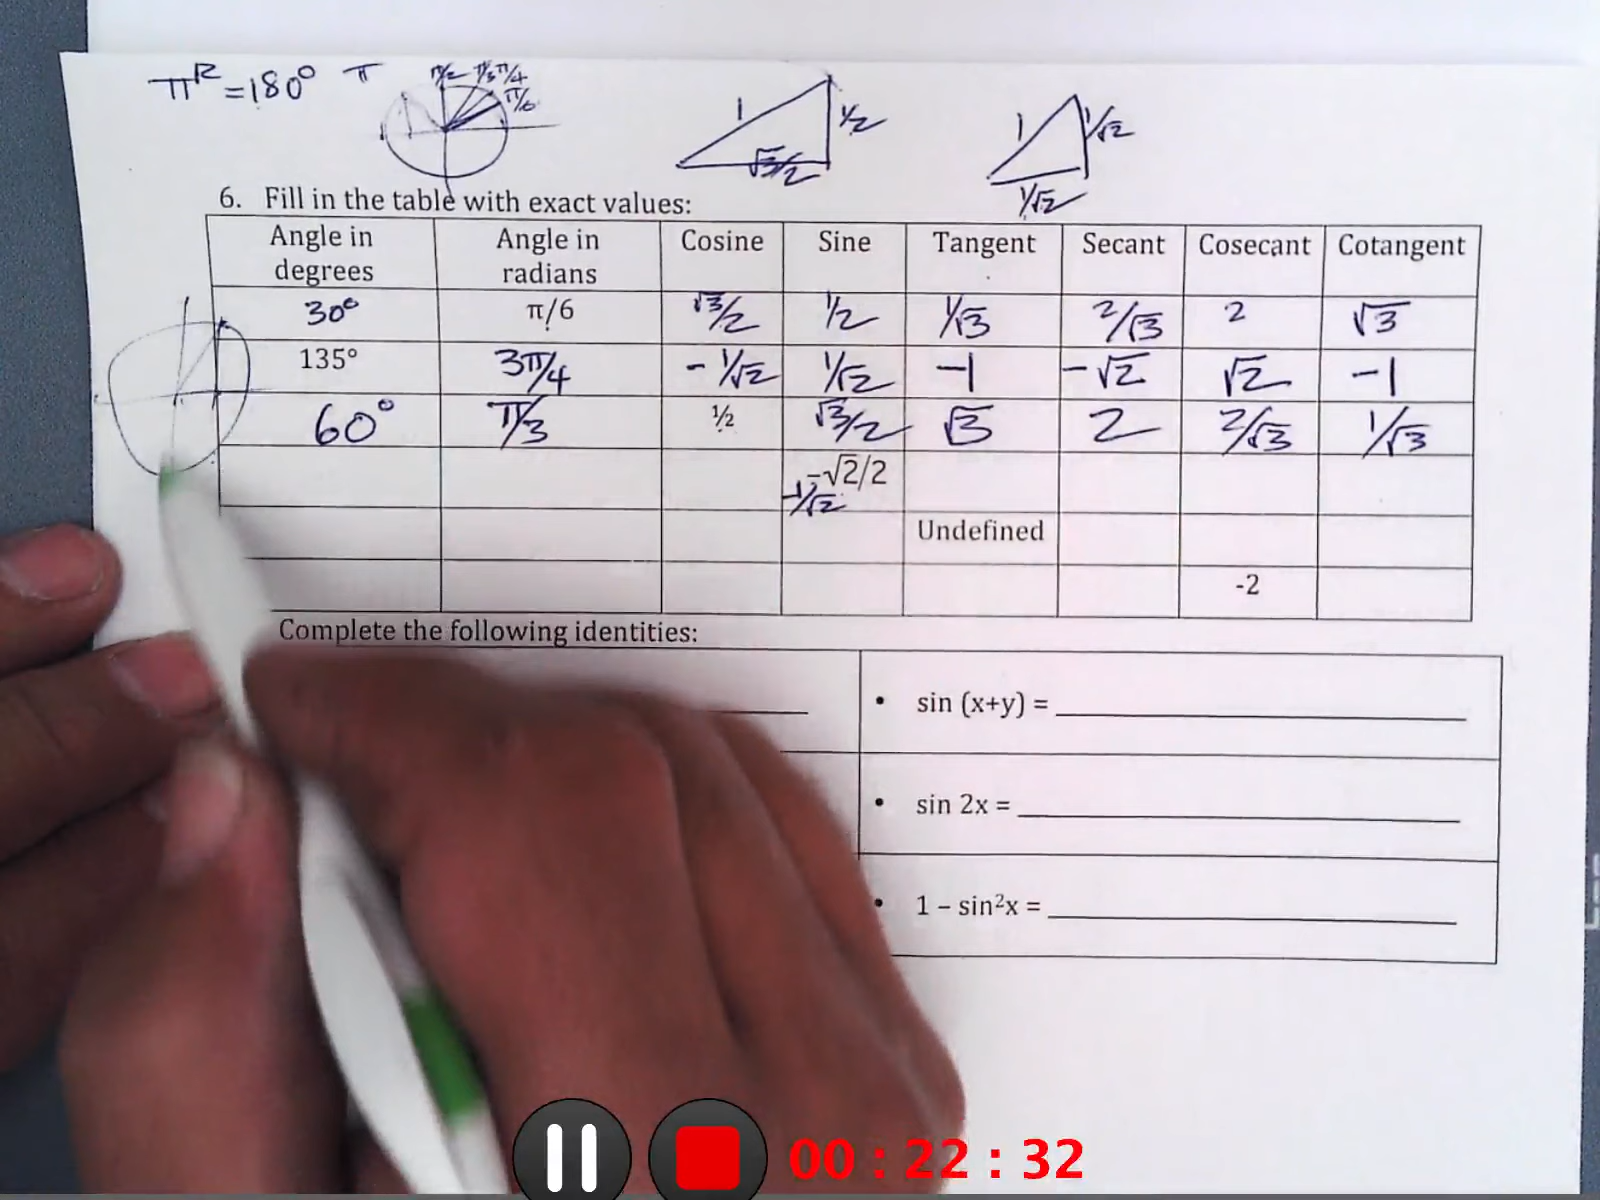 π^R = 180° π π/2 π/3 π/4
π/6
1 1/2 √3/2
1 1/√2 1/√2
6. Fill in the table with exact values:
Angle in degrees Angle in radians Cosine Sine Tangent Secant Cosecant Cotangent
30° π/6 √3/2 1/2 1/√3 2/√3 2 √3
135° 3π/4 -1/√2 1/√2 -1 -√2 √2 -1
60° π/3 ½ √3/2 √3 2 2/√3 1/√3
-√2/2
-1/√2
Undefined
-2
Complete the following identities:
• sin (x+y) =
• sin 2x =
• 1 – sin²x =
00 : 22 : 32